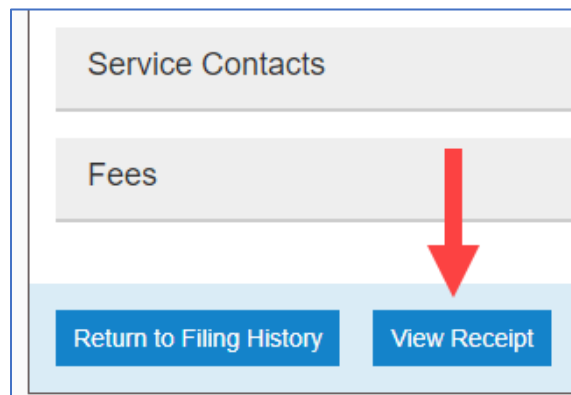 Service Contacts
Fees
Return to Filing History
View Receipt